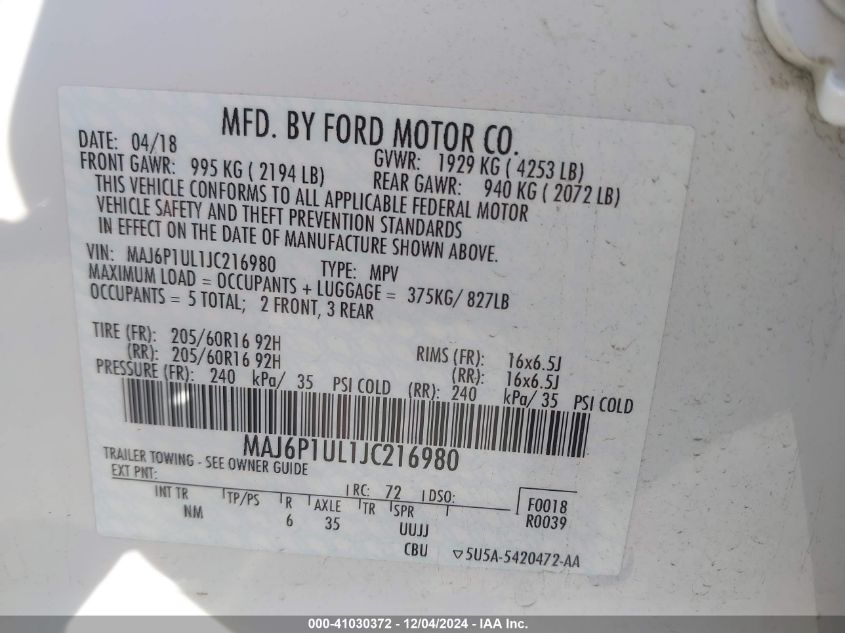 MFD. BY FORD MOTOR CO.
DATE: 04/18 GVWR: 1929 KG ( 4253 LB)
FRONT GAWR: 995 KG ( 2194 LB) REAR GAWR: 940 KG ( 2072 LB)
THIS VEHICLE CONFORMS TO ALL APPLICABLE FEDERAL MOTOR
VEHICLE SAFETY AND THEFT PREVENTION STANDARDS
IN EFFECT ON THE DATE OF MANUFACTURE SHOWN ABOVE.
VIN: MAJ6P1UL1JC216980 TYPE: MPV
MAXIMUM LOAD = OCCUPANTS + LUGGAGE = 375KG/ 827LB
OCCUPANTS = 5 TOTAL; 2 FRONT, 3 REAR
TIRE (FR): 205/60R16 92H RIMS (FR): 16x6.5J
(RR): 205/60R16 92H (RR): 16x6.5J
PRESSURE (FR): 240 kPa/ 35 PSI COLD (RR): 240 kPa/ 35 PSI COLD
MAJ6P1UL1JC216980
TRAILER TOWING - SEE OWNER GUIDE
EXT PNT: RC: 72 DSO: F0018
INT TR TP/PS R AXLE TR SPR R0039
NM 6 35 UUJJ
CBU 5U5A-5420472-AA
000-41030372 - 12/04/2024 - IAA Inc.